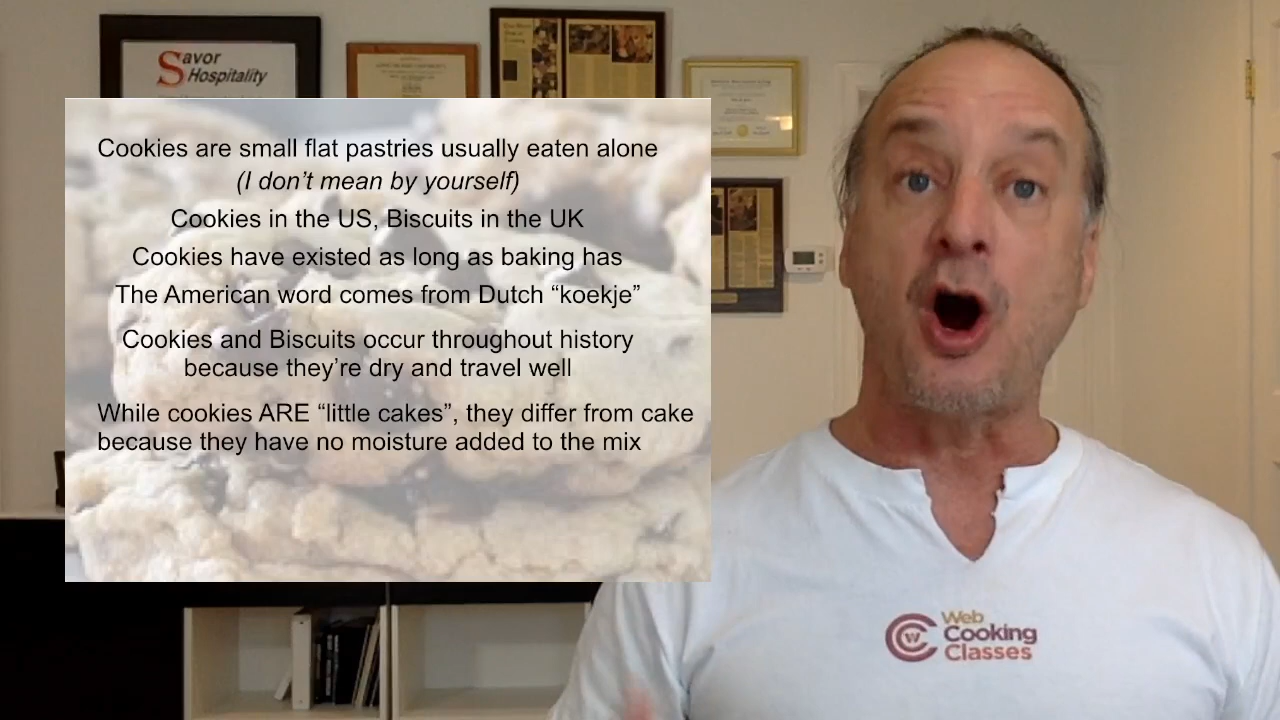 Savor
Hospitality
Cookies are small flat pastries usually eaten alone
(I don’t mean by yourself)
Cookies in the US, Biscuits in the UK
Cookies have existed as long as baking has
The American word comes from Dutch “koekje”
Cookies and Biscuits occur throughout history
because they’re dry and travel well
While cookies ARE “little cakes”, they differ from cake
because they have no moisture added to the mix
Web
Cooking
Classes